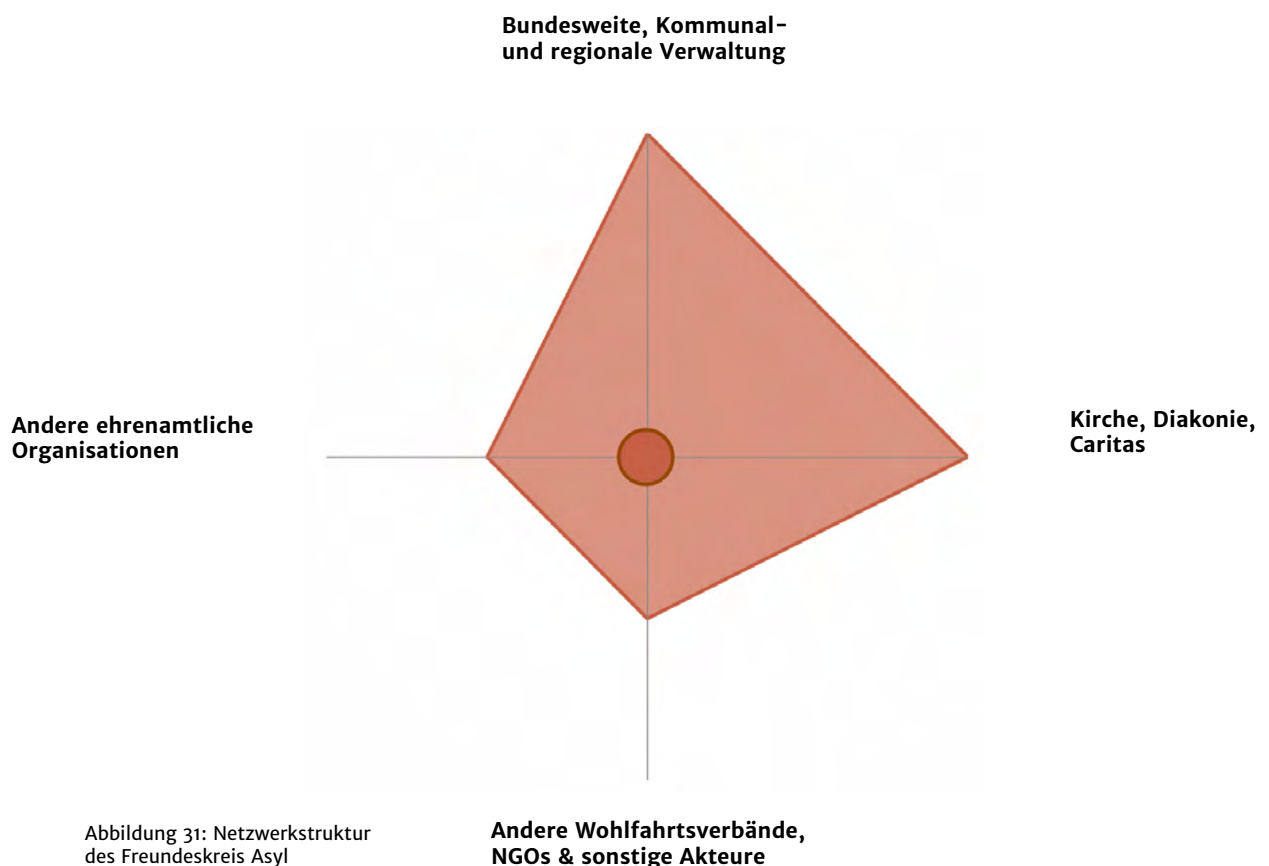 Bundesweite, Kommunal-
und regionale Verwaltung
Andere ehrenamtliche
Organisationen
Kirche, Diakonie,
Caritas
Abbildung 31: Netzwerkstruktur
des Freundeskreis Asyl
Andere Wohlfahrtsverbände,
NGOs & sonstige Akteure